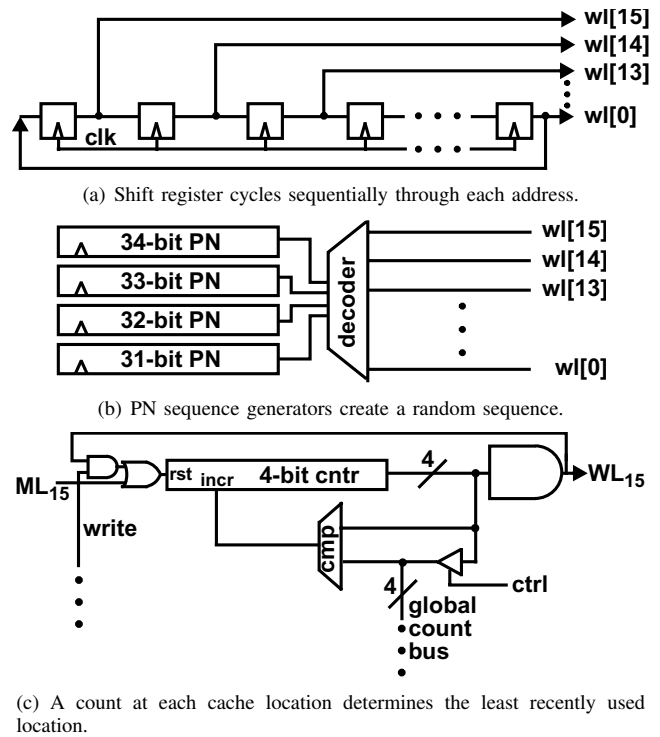 wl[15]
wl[14]
wl[13]
wl[0]
clk
(a) Shift register cycles sequentially through each address.
34-bit PN
33-bit PN
32-bit PN
31-bit PN
decoder
wl[15]
wl[14]
wl[13]
wl[0]
(b) PN sequence generators create a random sequence.
ML15
write
rst incr 4-bit cntr
4
WL15
cmp
ctrl
4
global
count
bus
(c) A count at each cache location determines the least recently used
location.